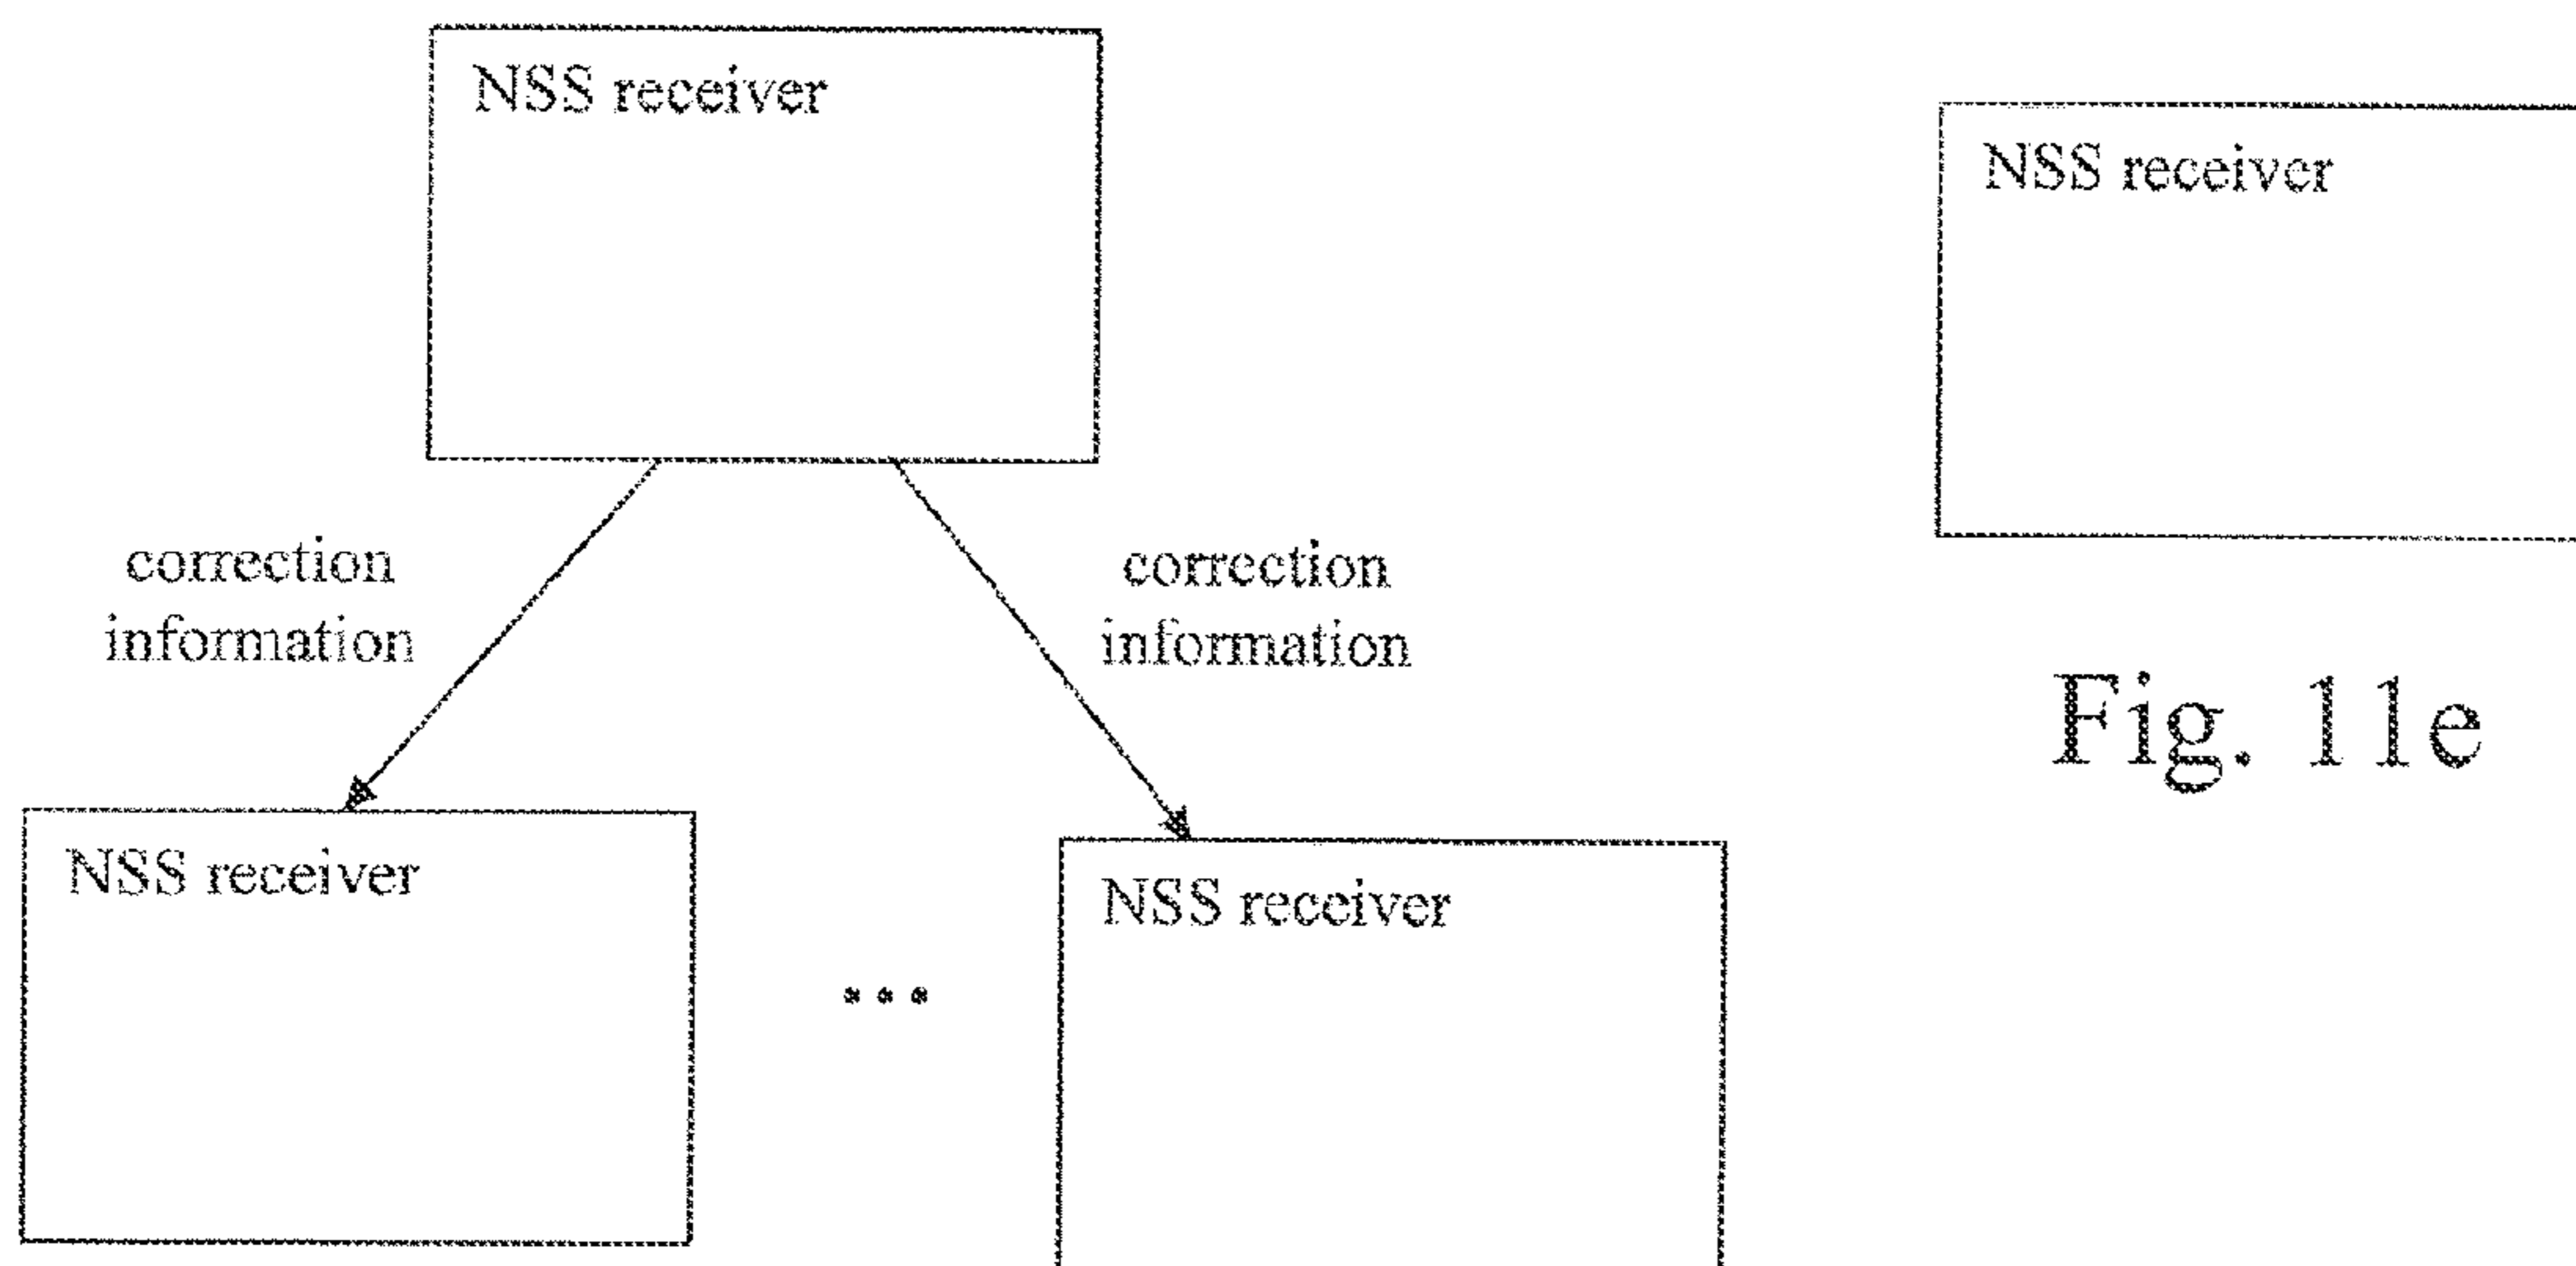 NSS receiver
correction
information
correction
information
NSS receiver
...
NSS receiver
NSS receiver
Fig. 11e